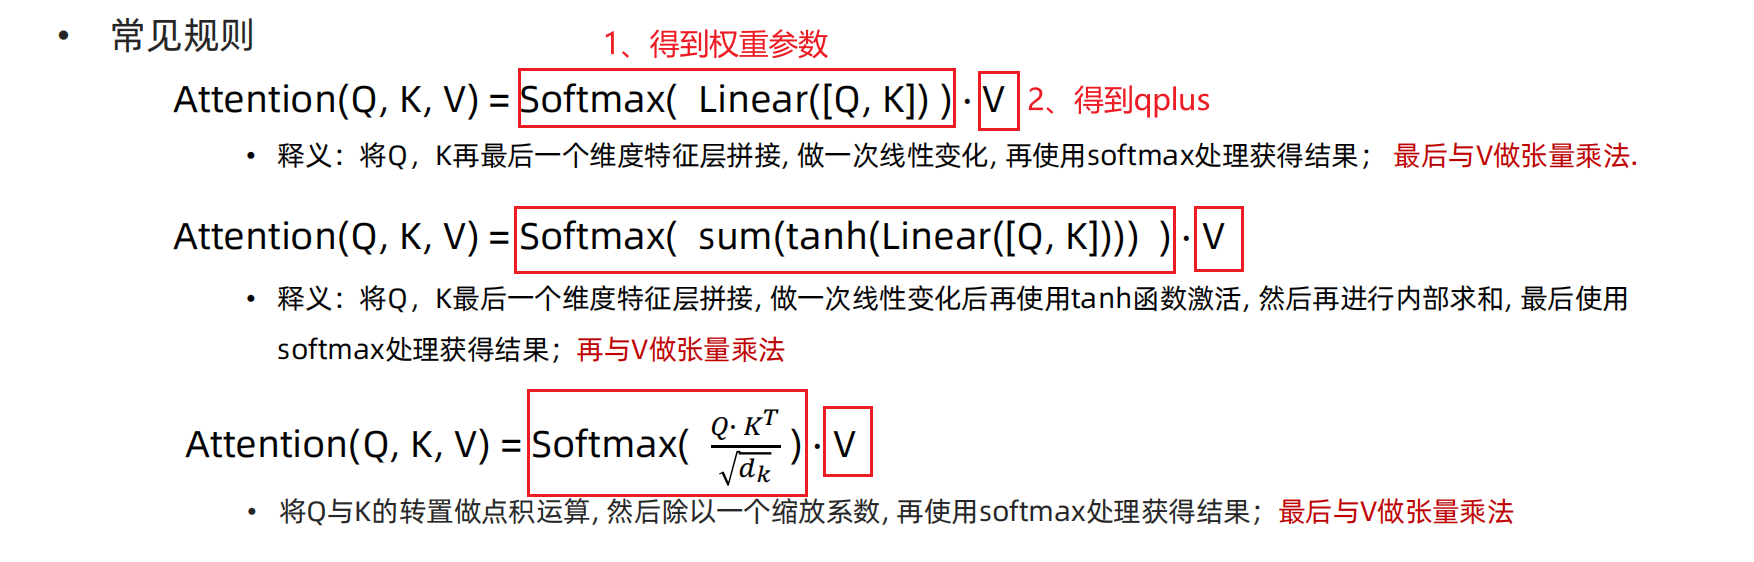 • 常见规则
1、得到权重参数
Attention(Q, K, V) = Softmax( Linear([Q, K]) ) · V 2、得到qplus
• 释义：将Q，K再最后一个维度特征层拼接, 做一次线性变化, 再使用softmax处理获得结果； 最后与V做张量乘法.
Attention(Q, K, V) = Softmax( sum(tanh(Linear([Q, K]))) ) · V
• 释义：将Q，K最后一个维度特征层拼接, 做一次线性变化后再使用tanh函数激活, 然后再进行内部求和, 最后使用
softmax处理获得结果；再与V做张量乘法
Attention(Q, K, V) = Softmax( \frac{Q· K^T}{\sqrt{d_k}} ) · V
• 将Q与K的转置做点积运算, 然后除以一个缩放系数, 再使用softmax处理获得结果；最后与V做张量乘法